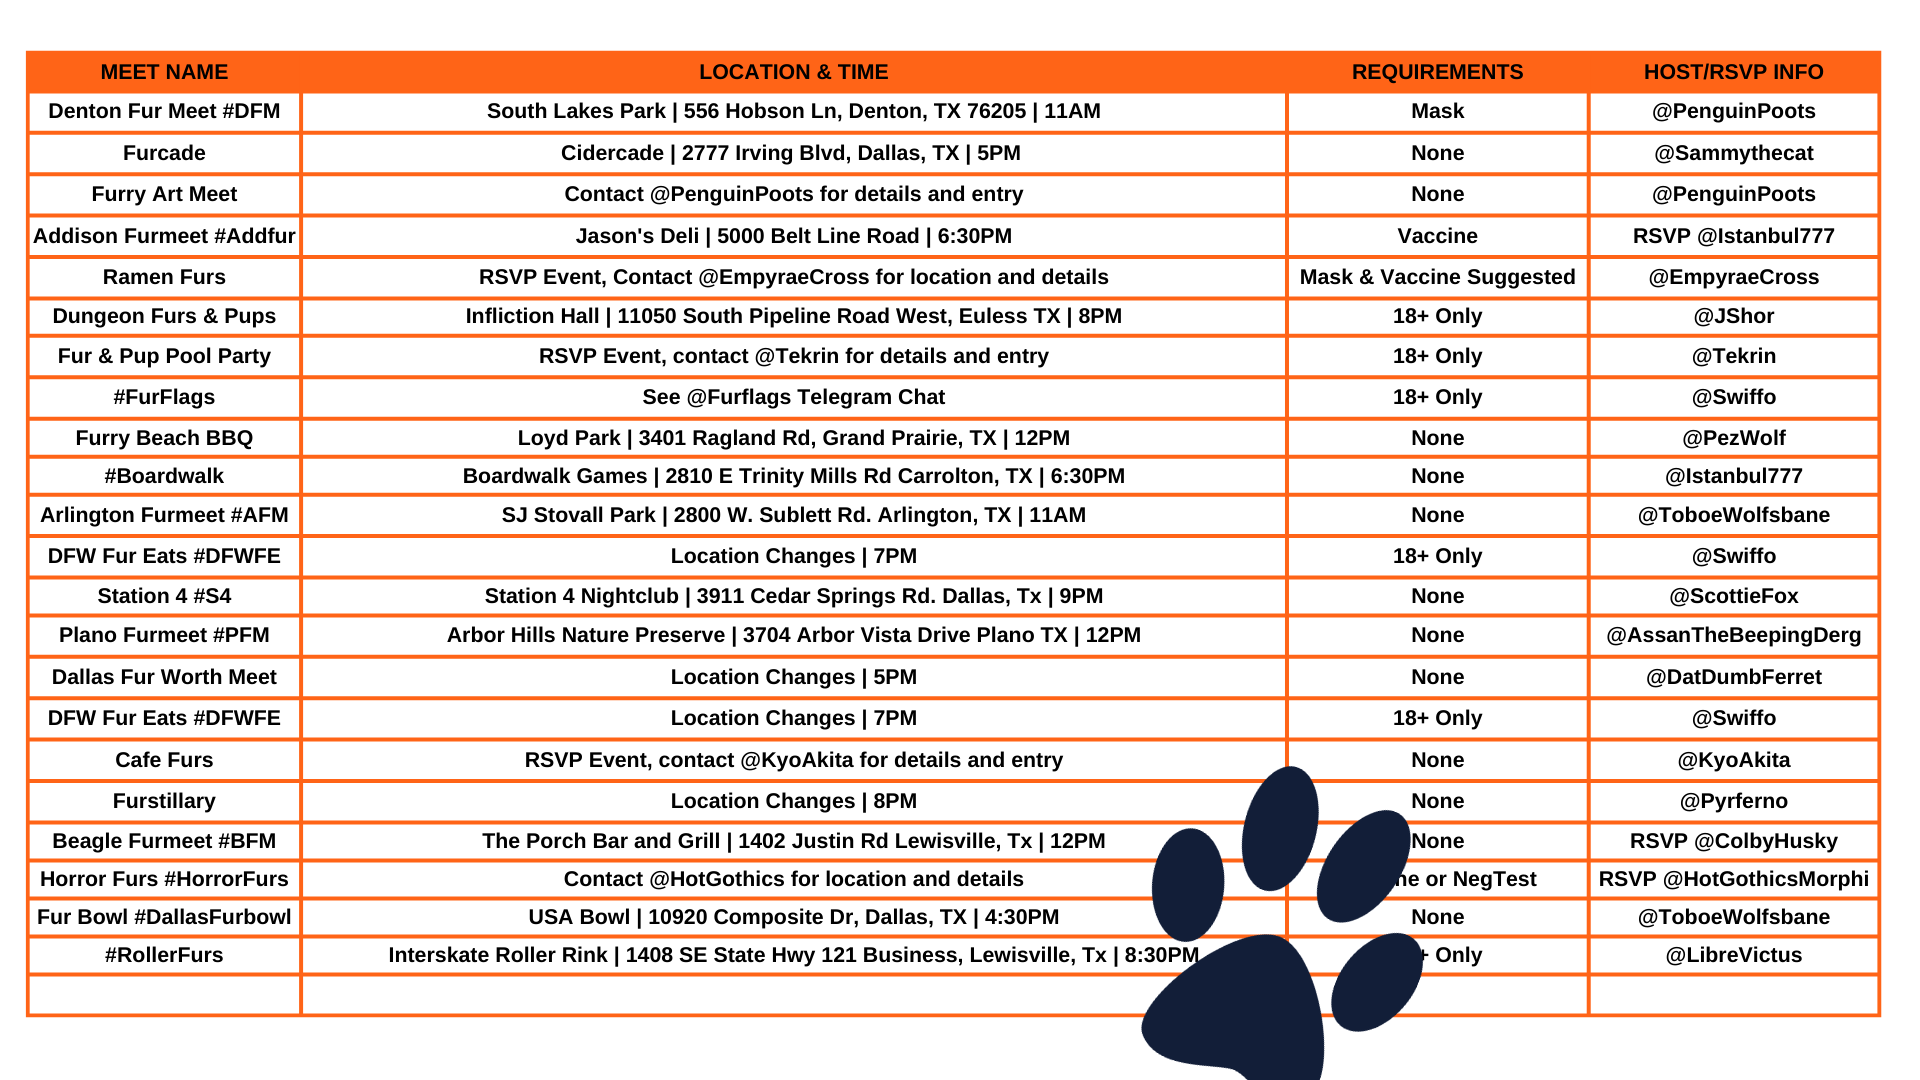 MEET NAME LOCATION & TIME REQUIREMENTS HOST/RSVP INFO
Denton Fur Meet #DFM South Lakes Park | 556 Hobson Ln, Denton, TX 76205 | 11AM Mask @PenguinPoots
Furcade Cidercade | 2777 Irving Blvd, Dallas, TX | 5PM None @Sammythecat
Furry Art Meet Contact @PenguinPoots for details and entry None @PenguinPoots
Addison Furmeet #Addfur Jason's Deli | 5000 Belt Line Road | 6:30PM Vaccine RSVP @Istanbul777
Ramen Furs RSVP Event, Contact @EmpyraeCross for location and details Mask & Vaccine Suggested @EmpyraeCross
Dungeon Furs & Pups Infliction Hall | 11050 South Pipeline Road West, Euless TX | 8PM 18+ Only @JShor
Fur & Pup Pool Party RSVP Event, contact @Tekrin for details and entry 18+ Only @Tekrin
#FurFlags See @Furflags Telegram Chat 18+ Only @Swiffo
Furry Beach BBQ Loyd Park | 3401 Ragland Rd, Grand Prairie, TX | 12PM None @PezWolf
#Boardwalk Boardwalk Games | 2810 E Trinity Mills Rd Carrolton, TX | 6:30PM None @Istanbul777
Arlington Furmeet #AFM SJ Stovall Park | 2800 W. Sublett Rd. Arlington, TX | 11AM None @ToboeWolfsbane
DFW Fur Eats #DFWFE Location Changes | 7PM 18+ Only @Swiffo
Station 4 #S4 Station 4 Nightclub | 3911 Cedar Springs Rd. Dallas, Tx | 9PM None @ScottieFox
Plano Furmeet #PFM Arbor Hills Nature Preserve | 3704 Arbor Vista Drive Plano TX | 12PM None @AssanTheBeepingDerg
Dallas Fur Worth Meet Location Changes | 5PM None @DatDumbFerret
DFW Fur Eats #DFWFE Location Changes | 7PM 18+ Only @Swiffo
Cafe Furs RSVP Event, contact @KyoAkita for details and entry None @KyoAkita
Furstillary Location Changes | 8PM None @Pyrferno
Beagle Furmeet #BFM The Porch Bar and Grill | 1402 Justin Rd Lewisville, Tx | 12PM None RSVP @ColbyHusky
Horror Furs #HorrorFurs Contact @HotGothics for location and details or NegTest RSVP @HotGothicsMorphi
Fur Bowl #DallasFurbowl USA Bowl | 10920 Composite Dr, Dallas, TX | 4:30PM None @ToboeWolfsbane
#RollerFurs Interskate Roller Rink | 1408 SE State Hwy 121 Business, Lewisville, Tx | 8:30PM Only @LibreVictus